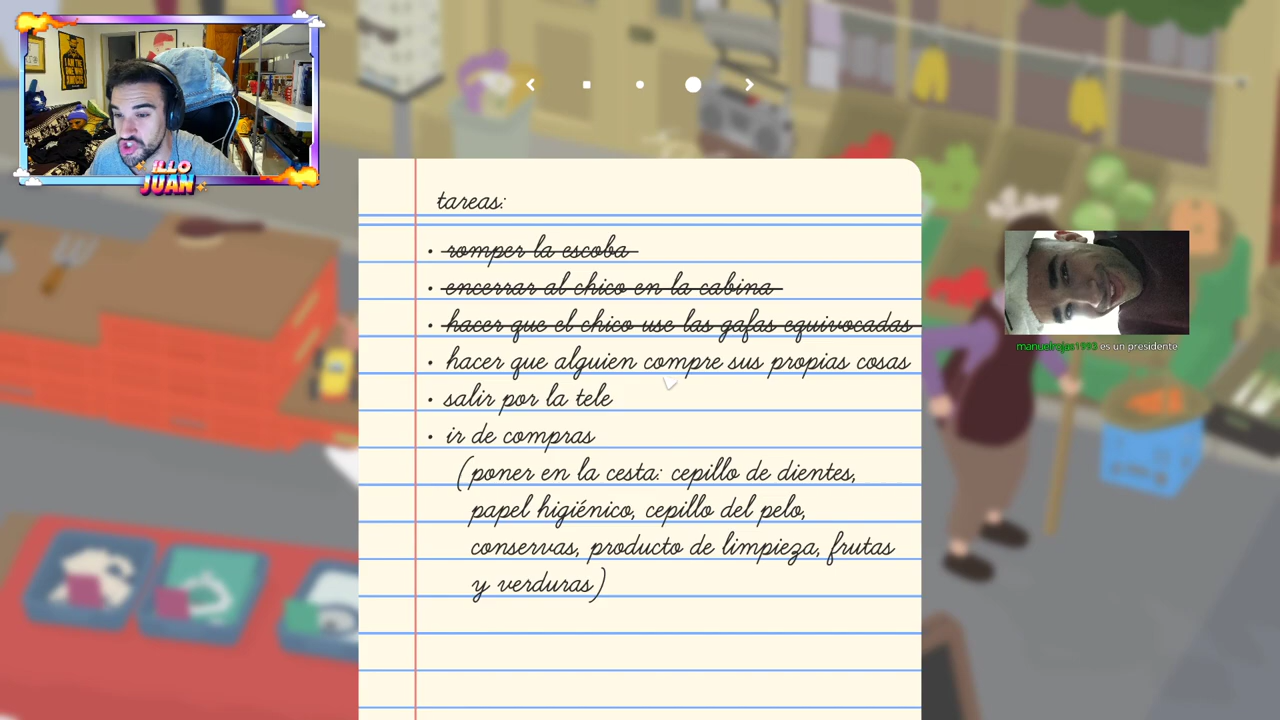 ILLO
JUAN
tareas:
• romper la escoba
• encerrar al chico en la cabina
• hacer que el chico use las gafas equivocadas
• hacer que alguien compre sus propias cosas
• salir por la tele
• ir de compras
(poner en la cesta: cepillo de dientes,
papel higiénico, cepillo del pelo,
conservas, producto de limpieza, frutas
y verduras)
es un presidente